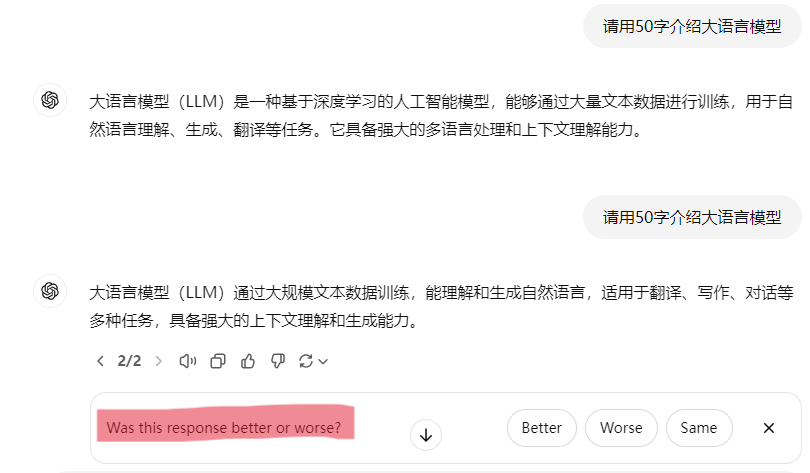 请用50字介绍大语言模型
大语言模型（LLM）是一种基于深度学习的人工智能模型，能够通过大量文本数据进行训练，用于自
然语言理解、生成、翻译等任务。它具备强大的多语言处理和上下文理解能力。
请用50字介绍大语言模型
大语言模型（LLM）通过大规模文本数据训练，能理解和生成自然语言，适用于翻译、写作、对话等
多种任务，具备强大的上下文理解和生成能力。
2/2
Was this response better or worse? Better Worse Same